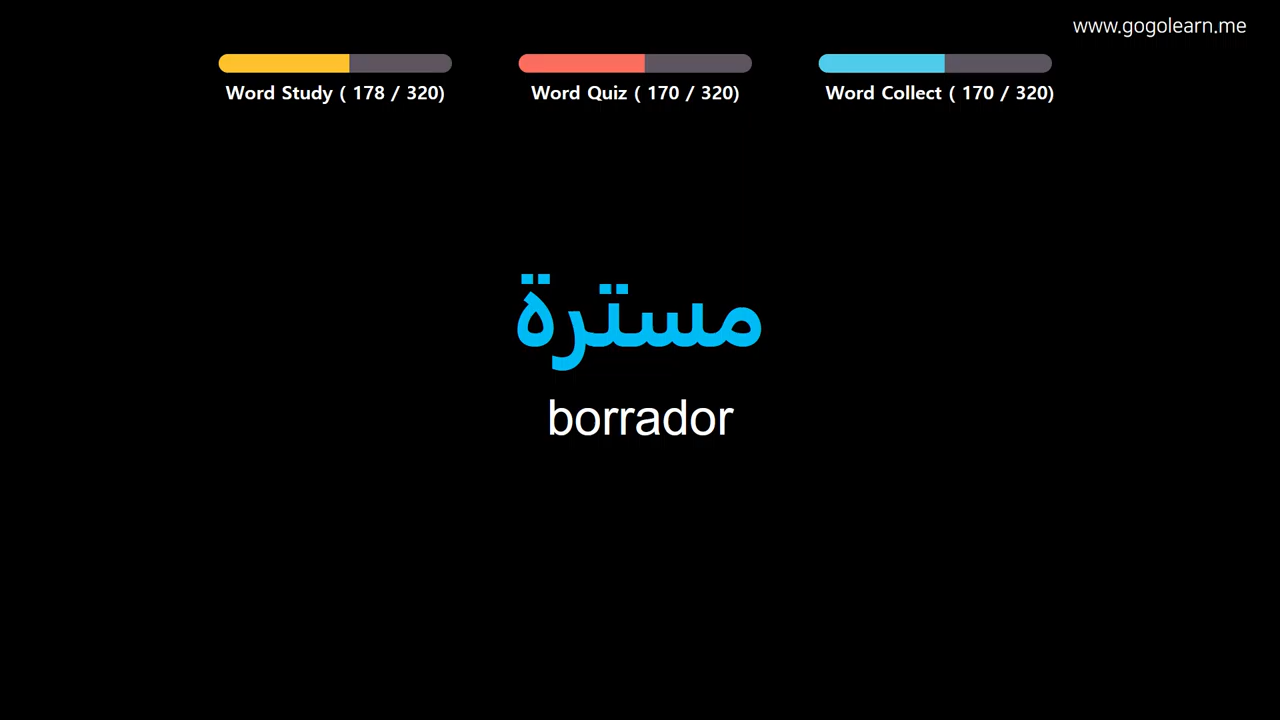 www.gogolearn.me
Word Study ( 178 / 320)
Word Quiz ( 170 / 320)
Word Collect ( 170 / 320)
مسترة
borrador